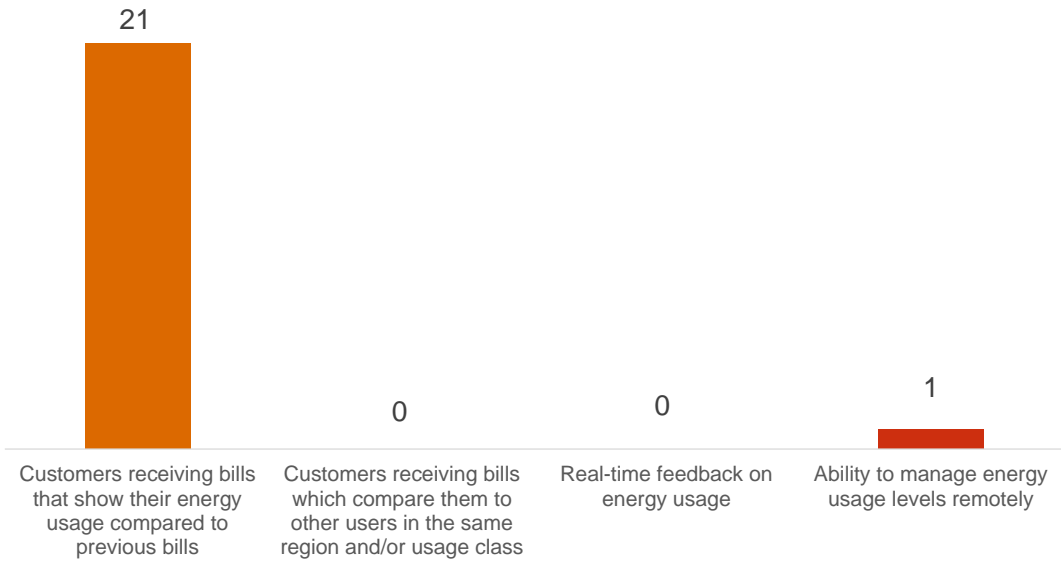 21
0
0
1
Customers receiving bills
that show their energy
usage compared to
previous bills
Customers receiving bills
which compare them to
other users in the same
region and/or usage class
Real-time feedback on
energy usage
Ability to manage energy
usage levels remotely